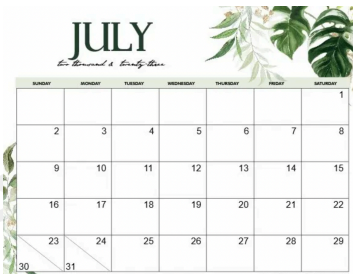 JULY
two thousand & twenty three
SUNDAY MONDAY TUESDAY WEDNESDAY THURSDAY FRIDAY SATURDAY
1
2 3 4 5 6 7 8
9 10 11 12 13 14 15
16 17 18 19 20 21 22
23 24 25 26 27 28 29
30 31